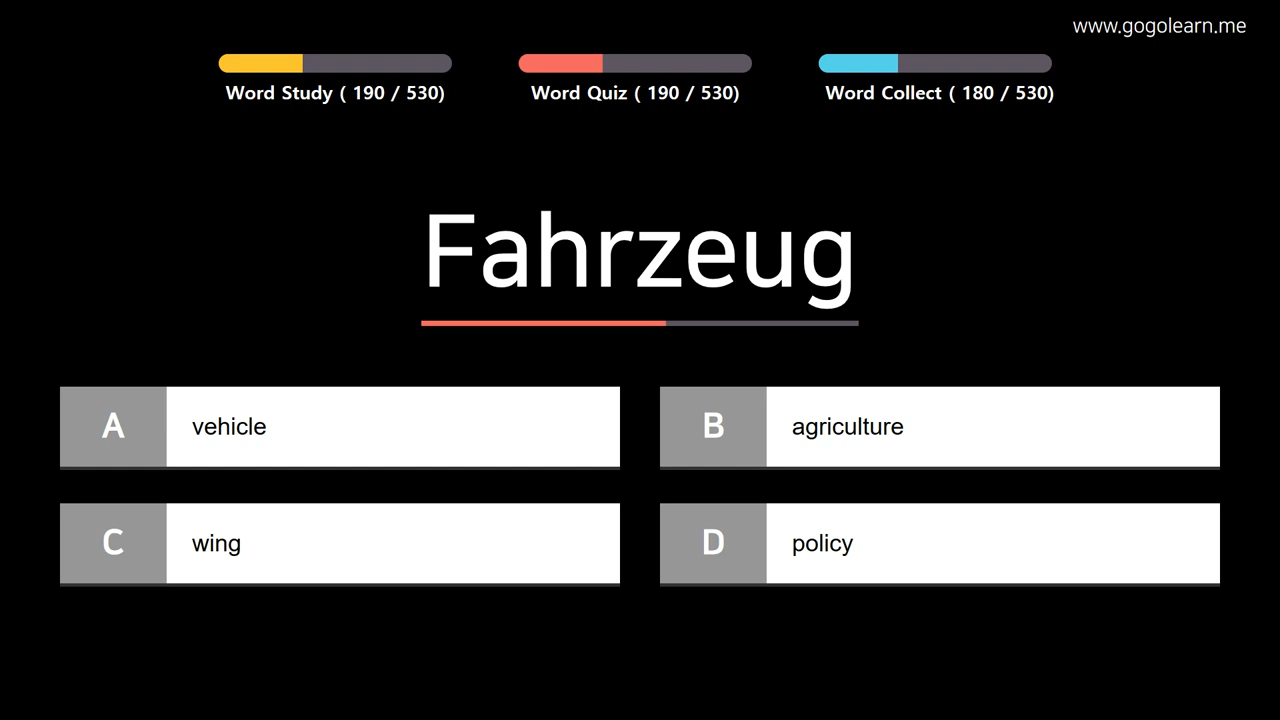 www.gogolearn.me
Word Study ( 190 / 530)
Word Quiz ( 190 / 530)
Word Collect ( 180 / 530)
Fahrzeug
A vehicle
B agriculture
C wing
D policy